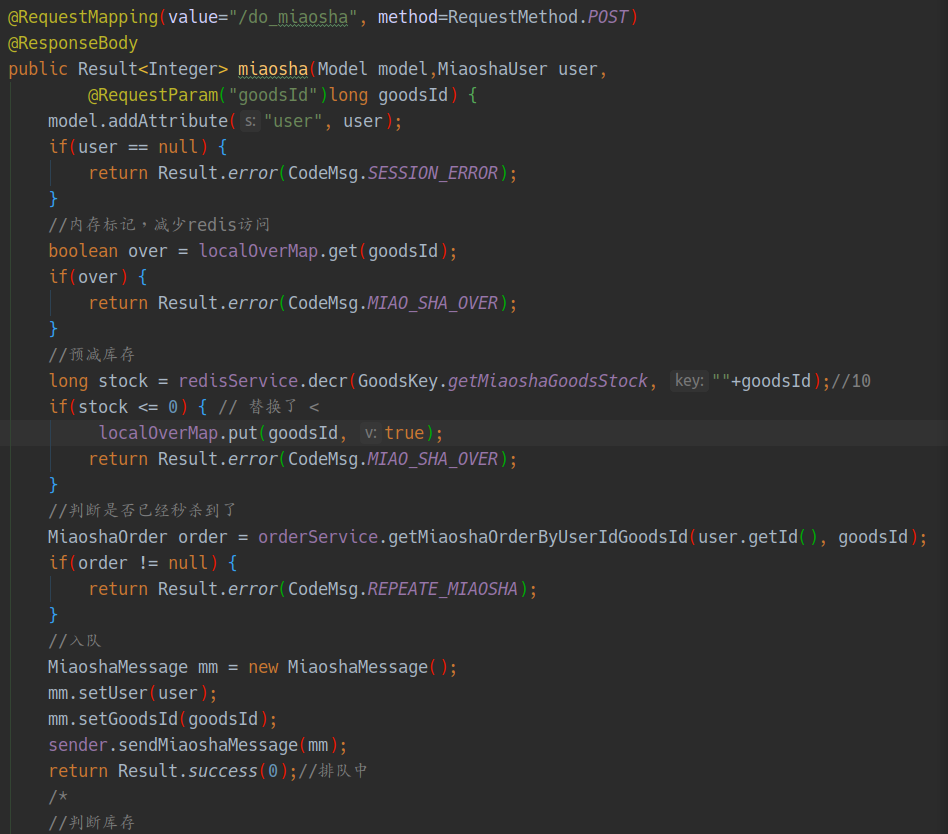 @RequestMapping(value="/do_miaosha", method=RequestMethod.POST)
@ResponseBody
public Result<Integer> miaosha(Model model,MiaoshaUser user,
        @RequestParam("goodsId")long goodsId) {
    model.addAttribute( s: "user", user);
    if(user == null) {
        return Result.error(CodeMsg.SESSION_ERROR);
    }
    //内存标记，减少redis访问
    boolean over = localOverMap.get(goodsId);
    if(over) {
        return Result.error(CodeMsg.MIAO_SHA_OVER);
    }
    //预减库存
    long stock = redisService.decr(GoodsKey.getMiaoshaGoodsStock, key: ""+goodsId);//10
    if(stock <= 0) { // 替换了 <
         localOverMap.put(goodsId, v: true);
        return Result.error(CodeMsg.MIAO_SHA_OVER);
    }
    //判断是否已经秒杀到了
    MiaoshaOrder order = orderService.getMiaoshaOrderByUserIdGoodsId(user.getId(), goodsId);
    if(order != null) {
        return Result.error(CodeMsg.REPEATE_MIAOSHA);
    }
    //入队
    MiaoshaMessage mm = new MiaoshaMessage();
    mm.setUser(user);
    mm.setGoodsId(goodsId);
    sender.sendMiaoshaMessage(mm);
    return Result.success(0);//排队中
    /*
    //判断库存